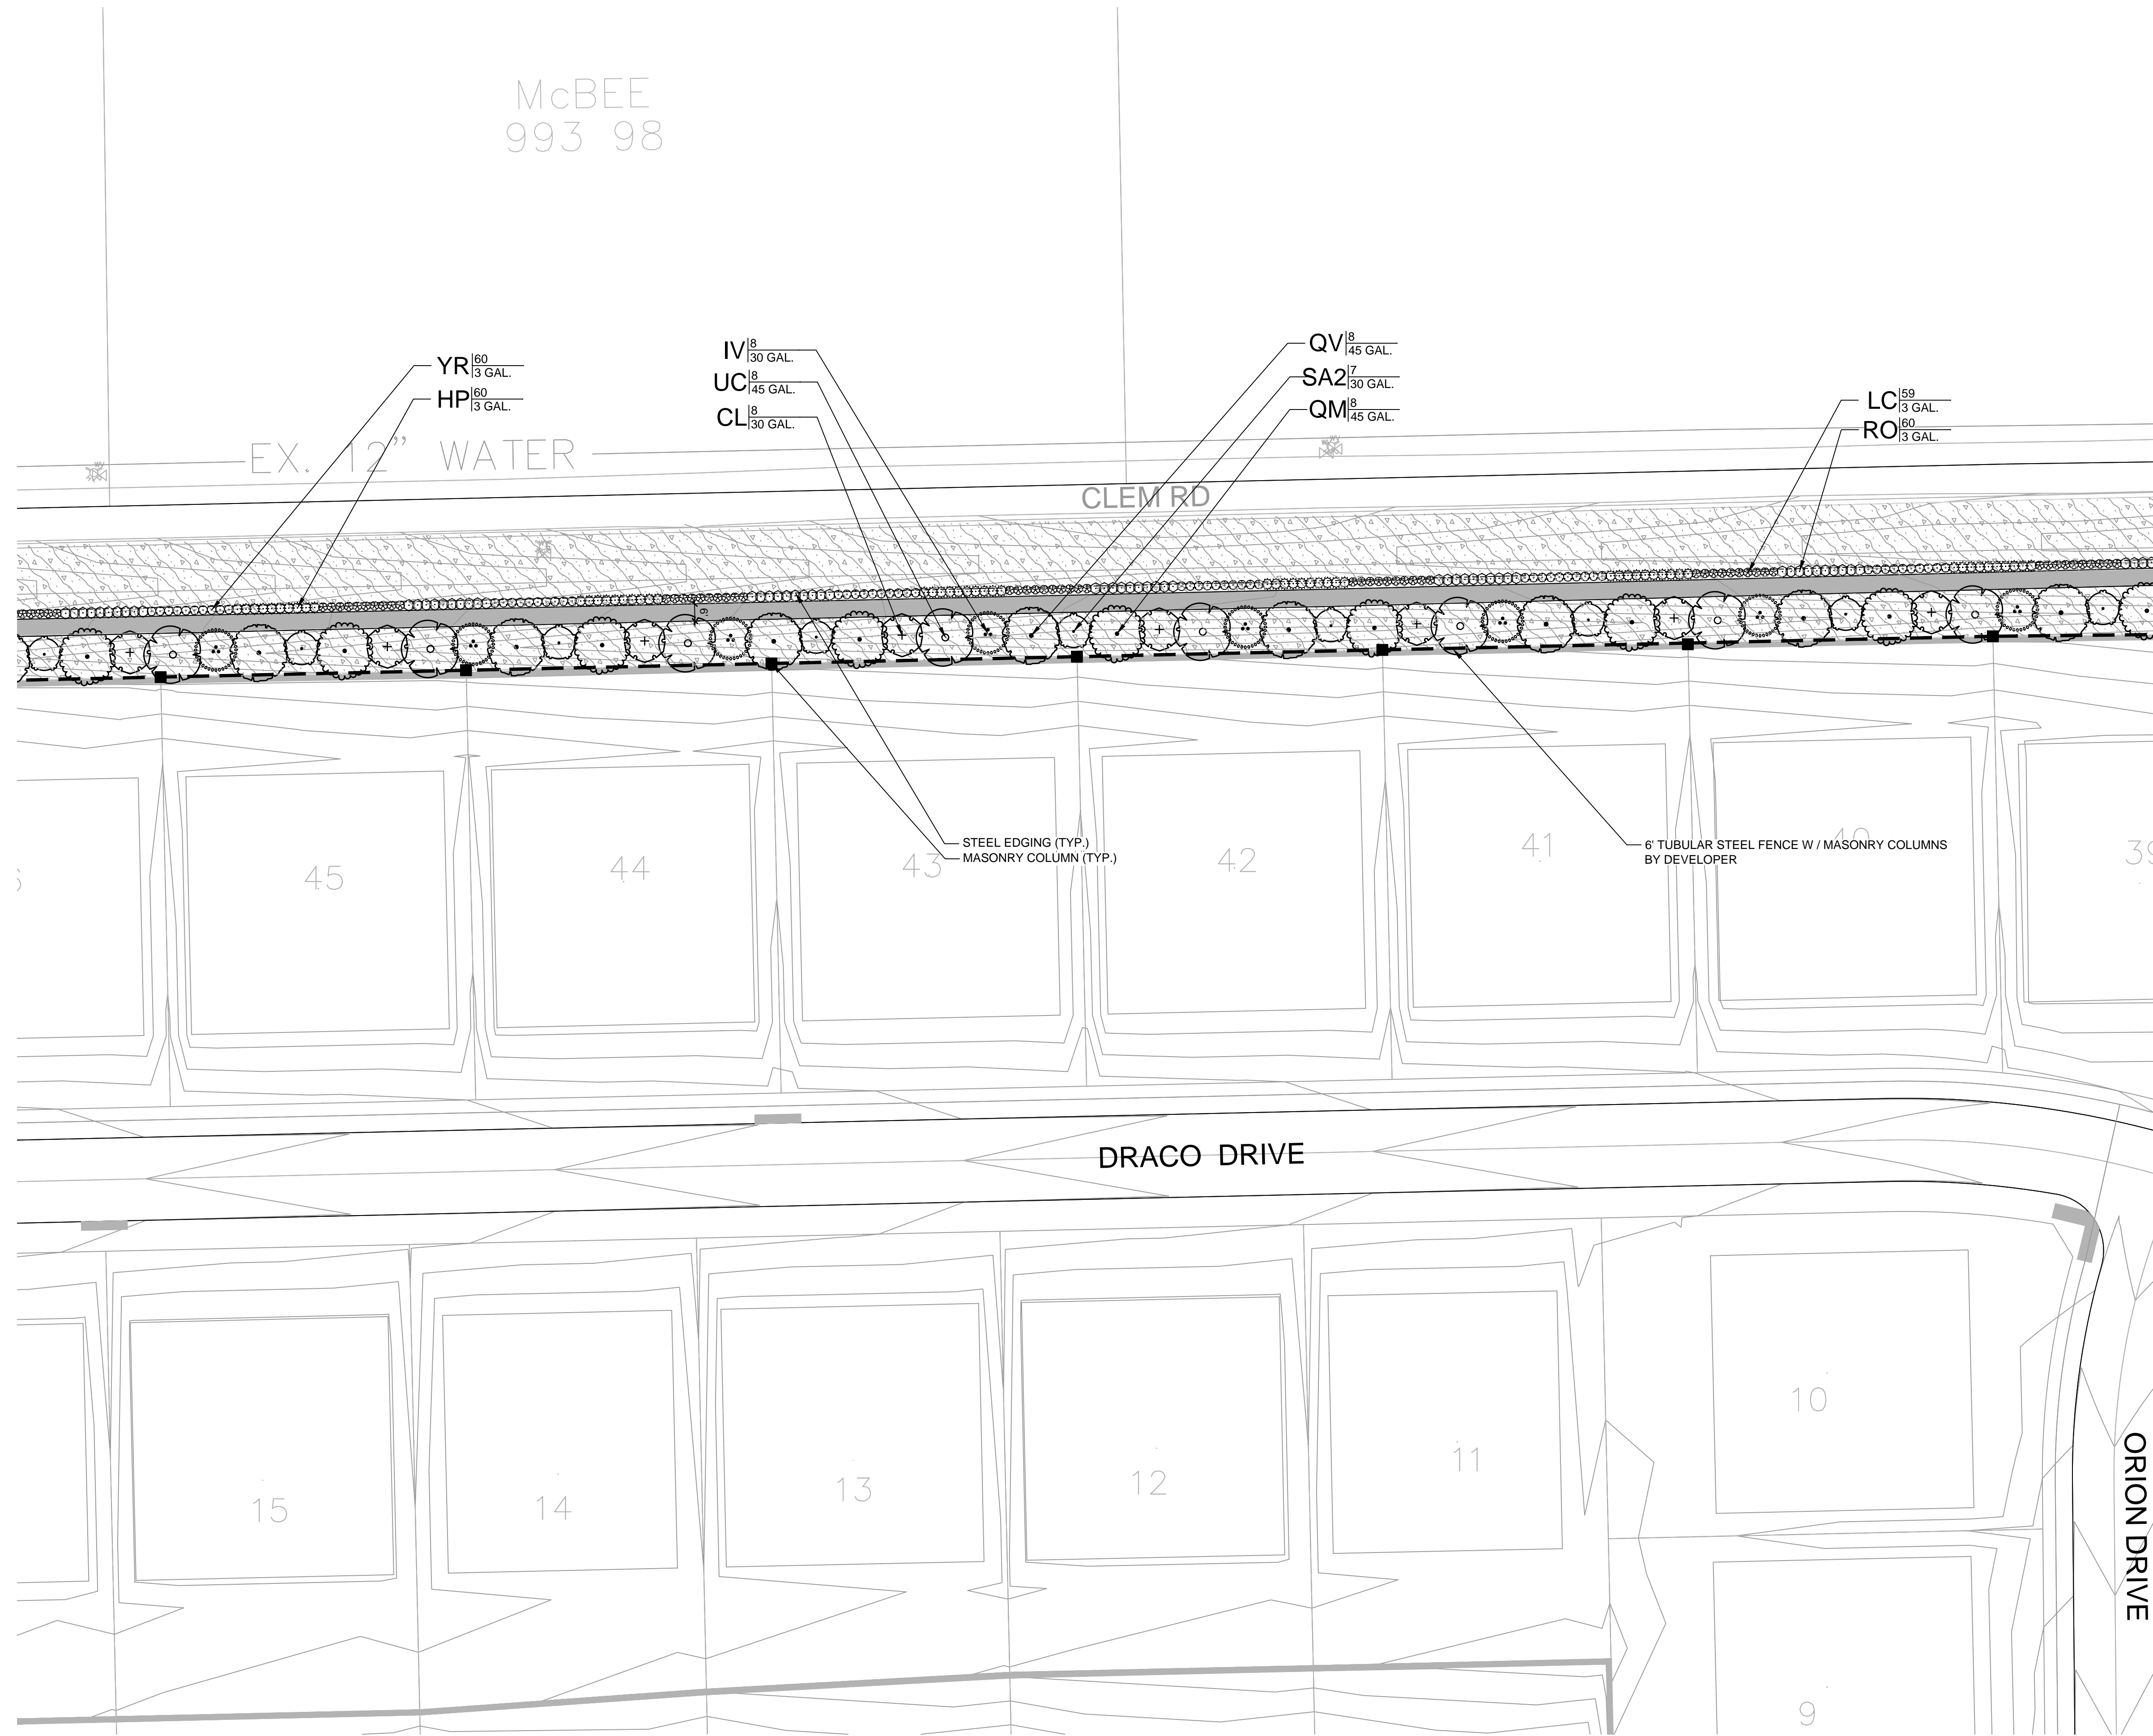 McBEE
993 98
QV 8
45 GAL.
IV 8
30 GAL.
YR 60
3 GAL.
UC 8
45 GAL.
SA2 7
30 GAL.
HP 60
3 GAL.
CL 8
30 GAL.
QM 8
45 GAL.
LC 59
3 GAL.
RO 60
3 GAL.
EX. 12” WATER
CLEM RD
STEEL EDGING (TYP.)
MASONRY COLUMN (TYP.)
6' TUBULAR STEEL FENCE W / MASONRY COLUMNS
BY DEVELOPER
45
44
43
42
41
40
39
DRACO DRIVE
15
14
13
12
11
10
9
ORION DRIVE